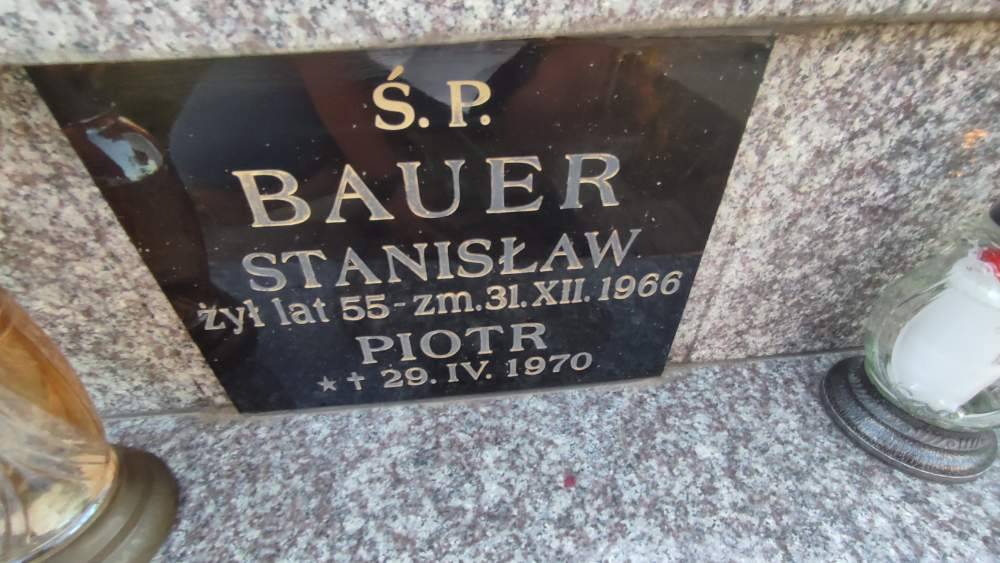 Ś. P.
BAUER
STANISŁAW
żył lat 55 - zm. 31. XII. 1966
PIOTR
⭑ ✝ 29. IV. 1970